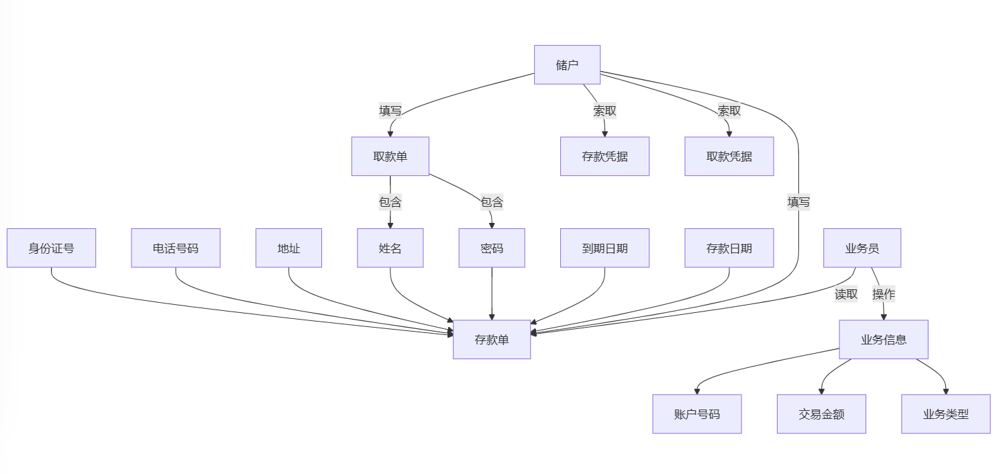 储户
填写
索取
索取
取款单
存款凭据
取款凭据
包含
包含
填写
身份证号
电话号码
地址
姓名
密码
到期日期
存款日期
业务员
读取
操作
存款单
业务信息
账户号码
交易金额
业务类型